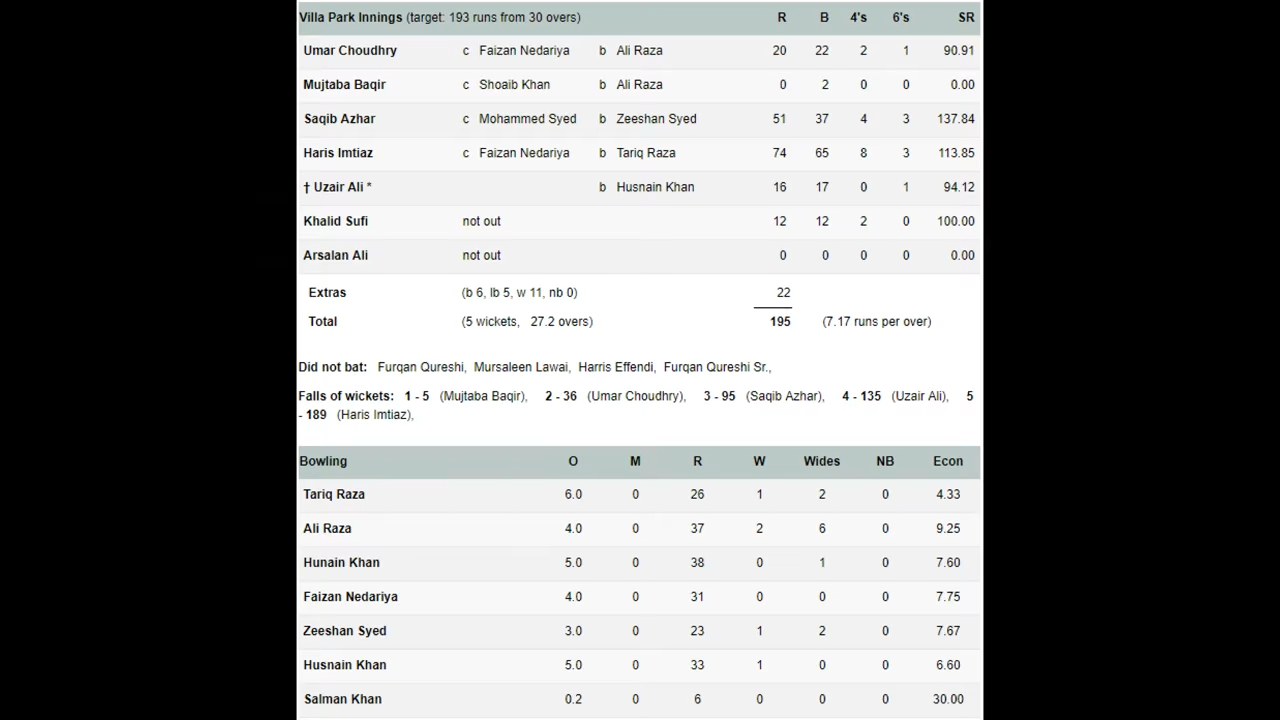 Villa Park Innings (target: 193 runs from 30 overs) R B 4's 6's SR
Umar Choudhry c Faizan Nedariya b Ali Raza 20 22 2 1 90.91
Mujtaba Baqir c Shoaib Khan b Ali Raza 0 2 0 0 0.00
Saqib Azhar c Mohammed Syed b Zeeshan Syed 51 37 4 3 137.84
Haris Imtiaz c Faizan Nedariya b Tariq Raza 74 65 8 3 113.85
† Uzair Ali * b Husnain Khan 16 17 0 1 94.12
Khalid Sufi not out 12 12 2 0 100.00
Arsalan Ali not out 0 0 0 0 0.00
Extras (b 6, lb 5, w 11, nb 0) 22
Total (5 wickets, 27.2 overs) 195 (7.17 runs per over)
Did not bat: Furqan Qureshi, Mursaleen Lawai, Harris Effendi, Furqan Qureshi Sr.,
Falls of wickets: 1 - 5 (Mujtaba Baqir), 2 - 36 (Umar Choudhry), 3 - 95 (Saqib Azhar), 4 - 135 (Uzair Ali), 5
- 189 (Haris Imtiaz),
Bowling O M R W Wides NB Econ
Tariq Raza 6.0 0 26 1 2 0 4.33
Ali Raza 4.0 0 37 2 6 0 9.25
Hunain Khan 5.0 0 38 0 1 0 7.60
Faizan Nedariya 4.0 0 31 0 0 0 7.75
Zeeshan Syed 3.0 0 23 1 2 0 7.67
Husnain Khan 5.0 0 33 1 0 0 6.60
Salman Khan 0.2 0 6 0 0 0 30.00